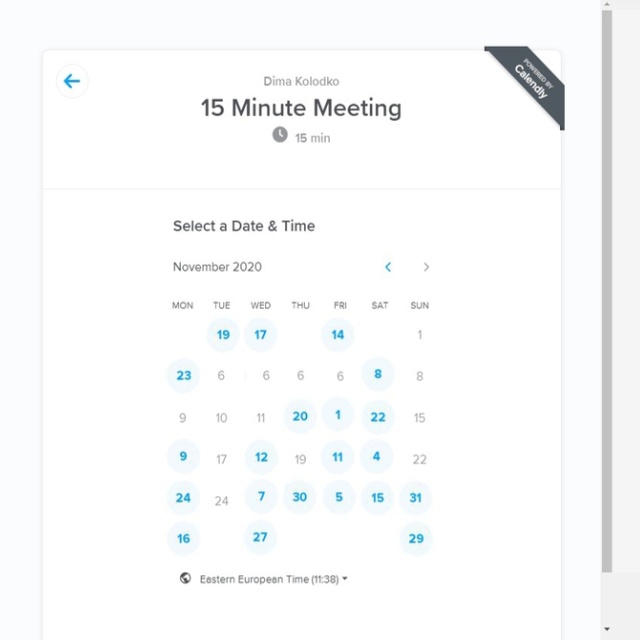 POWERED BY
Calendly
Dima Kolodko
15 Minute Meeting
15 min
Select a Date & Time
November 2020
MON TUE WED THU FRI SAT SUN
19 17 14 1
23 6 6 6 6 8 8
9 10 11 20 1 22 15
9 17 12 19 11 4 22
24 24 7 30 5 15 31
16 27 29
Eastern European Time (11:38)